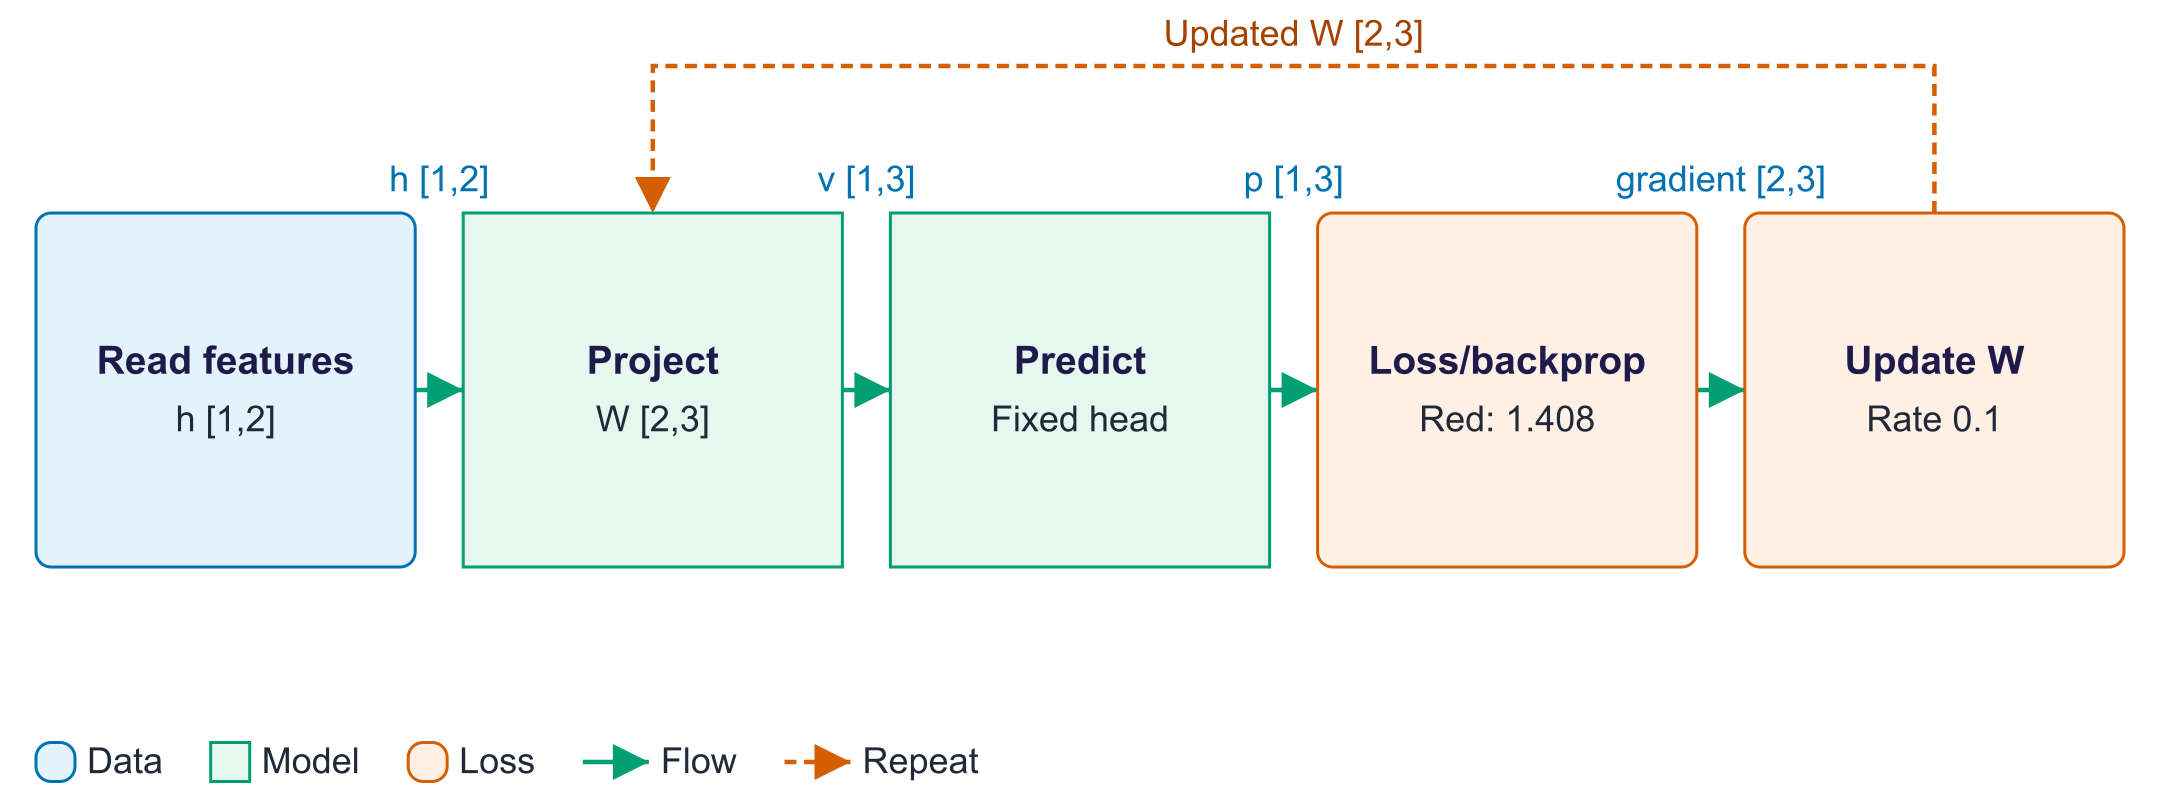 Updated W [2,3]
h [1,2]
v [1,3]
p [1,3]
gradient [2,3]
Read features
h [1,2]
Project
W [2,3]
Predict
Fixed head
Loss/backprop
Red: 1.408
Update W
Rate 0.1
Data
Model
Loss
Flow
Repeat